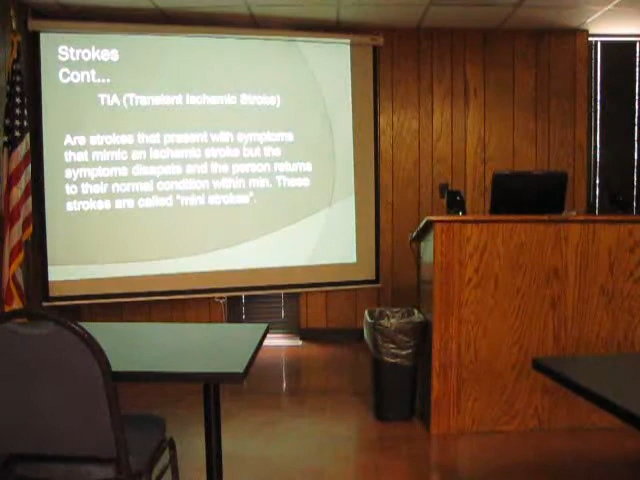 Strokes
Cont...
TIA (Transient Ischemic Stroke)
Are strokes that present with symptoms
that mimic an ischemic stroke but the
symptoms disapats and the person returns
to their normal condition within min. These
strokes are called "mini strokes".